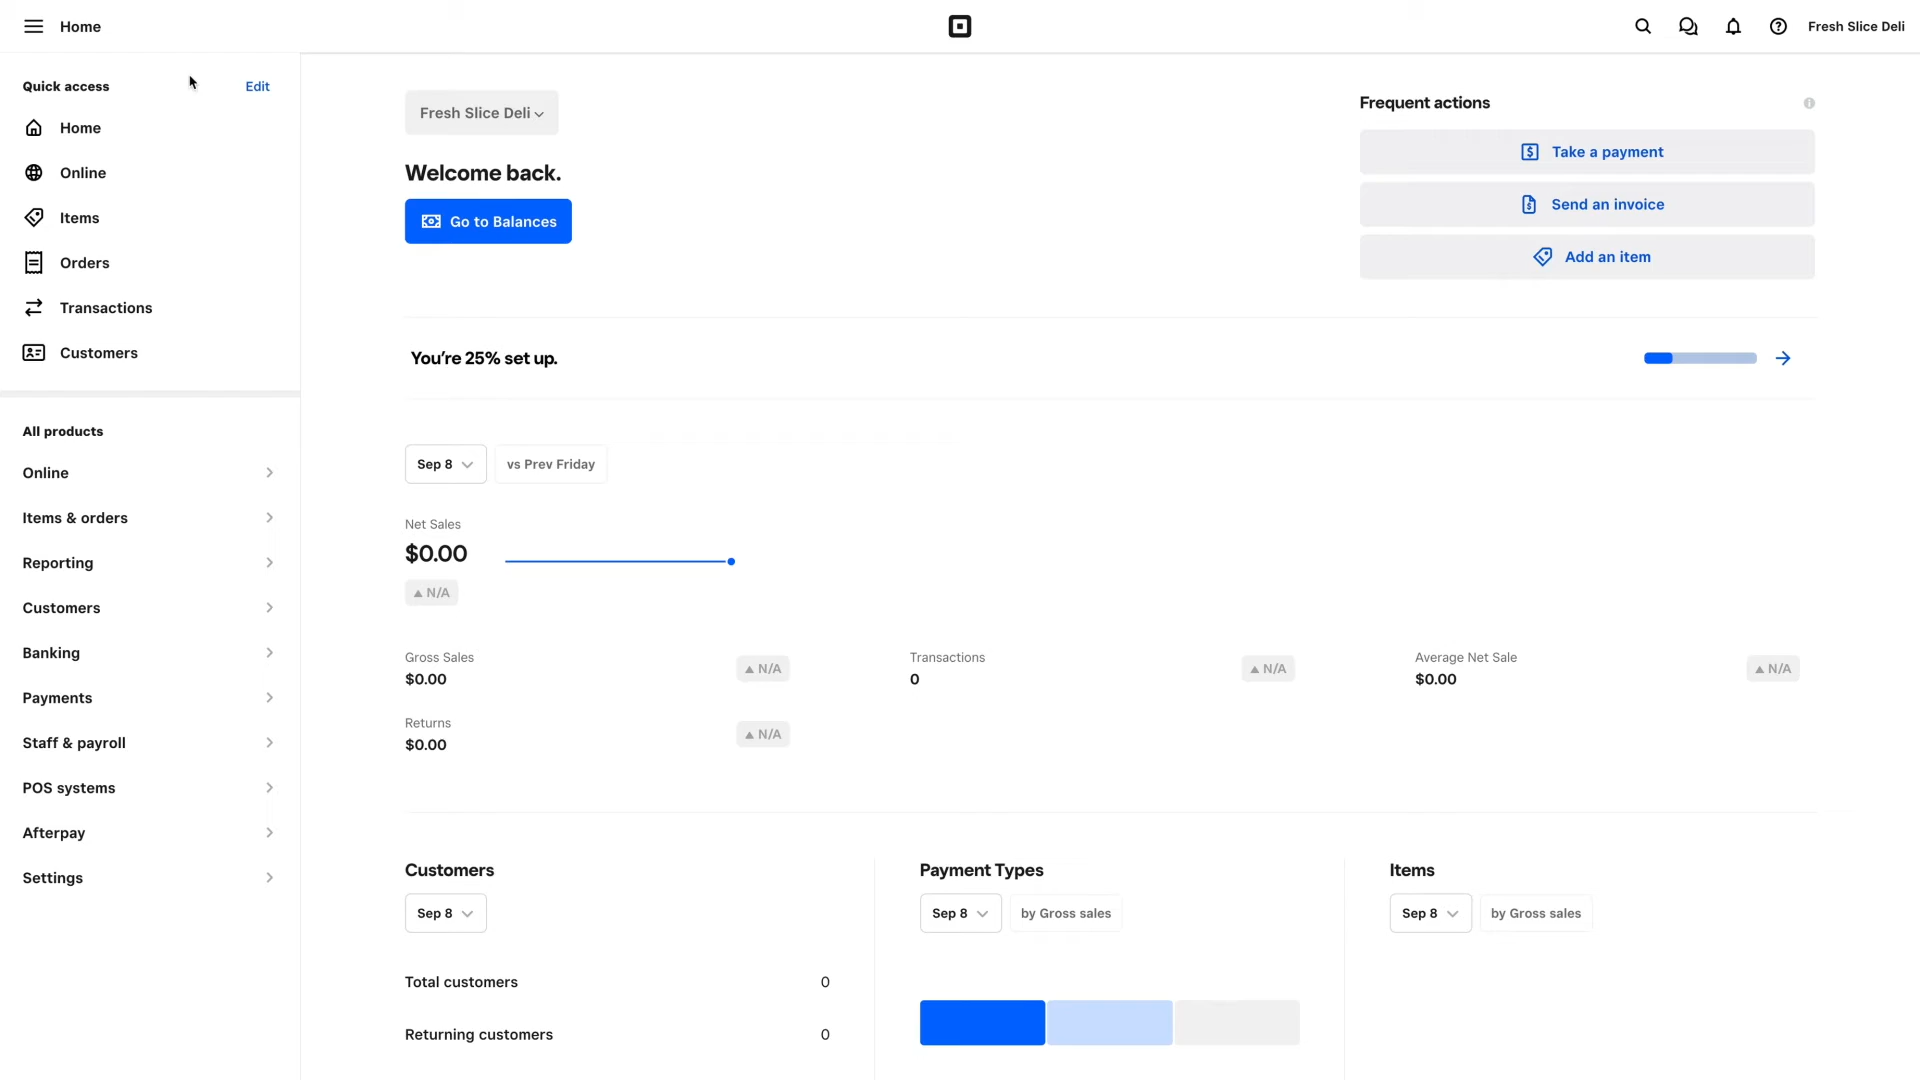 Home
Fresh Slice Deli
Quick access
Edit
Home
Online
Items
Orders
Transactions
Customers
All products
Online
Items & orders
Reporting
Customers
Banking
Payments
Staff & payroll
POS systems
Afterpay
Settings
Fresh Slice Deli
Welcome back.
Go to Balances
Frequent actions
Take a payment
Send an invoice
Add an item
You're 25% set up.
Sep 8
vs Prev Friday
Net Sales
$0.00
N/A
Gross Sales
$0.00
N/A
Transactions
0
N/A
Average Net Sale
$0.00
N/A
Returns
$0.00
N/A
Customers
Sep 8
Total customers 0
Returning customers 0
Payment Types
Sep 8
by Gross sales
Items
Sep 8
by Gross sales